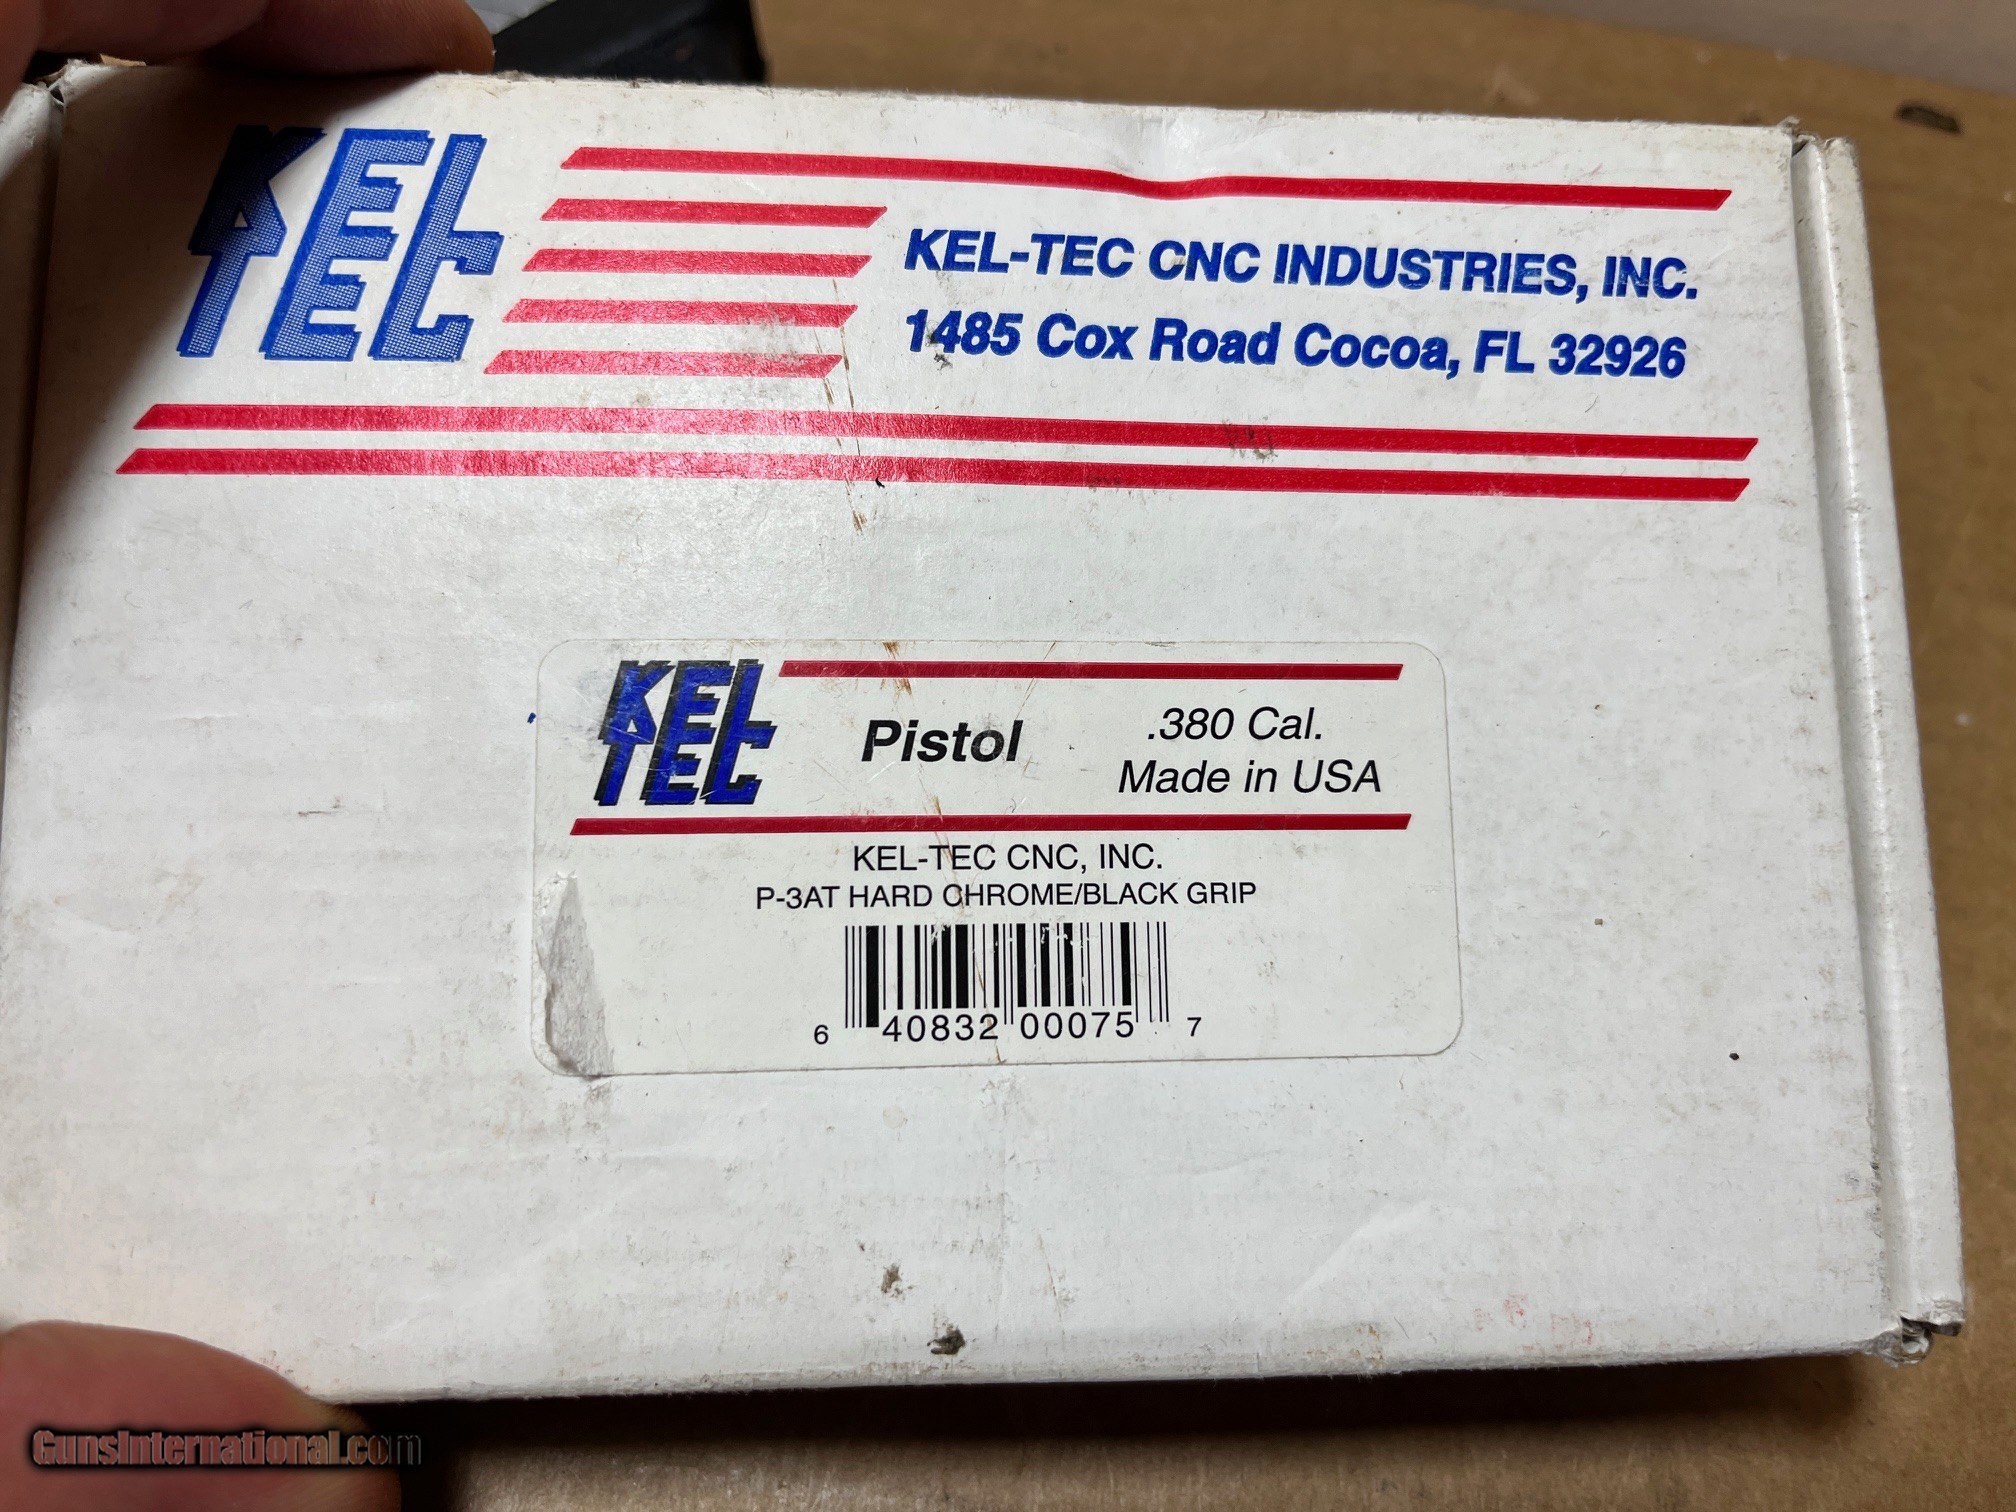 KEL
TEC
KEL-TEC CNC INDUSTRIES, INC.
1485 Cox Road Cocoa, FL 32926
KEL
TEC
Pistol
.380 Cal.
Made in USA
KEL-TEC CNC, INC.
P-3AT HARD CHROME/BLACK GRIP
6 40832 00075 7
GunsInternational.com